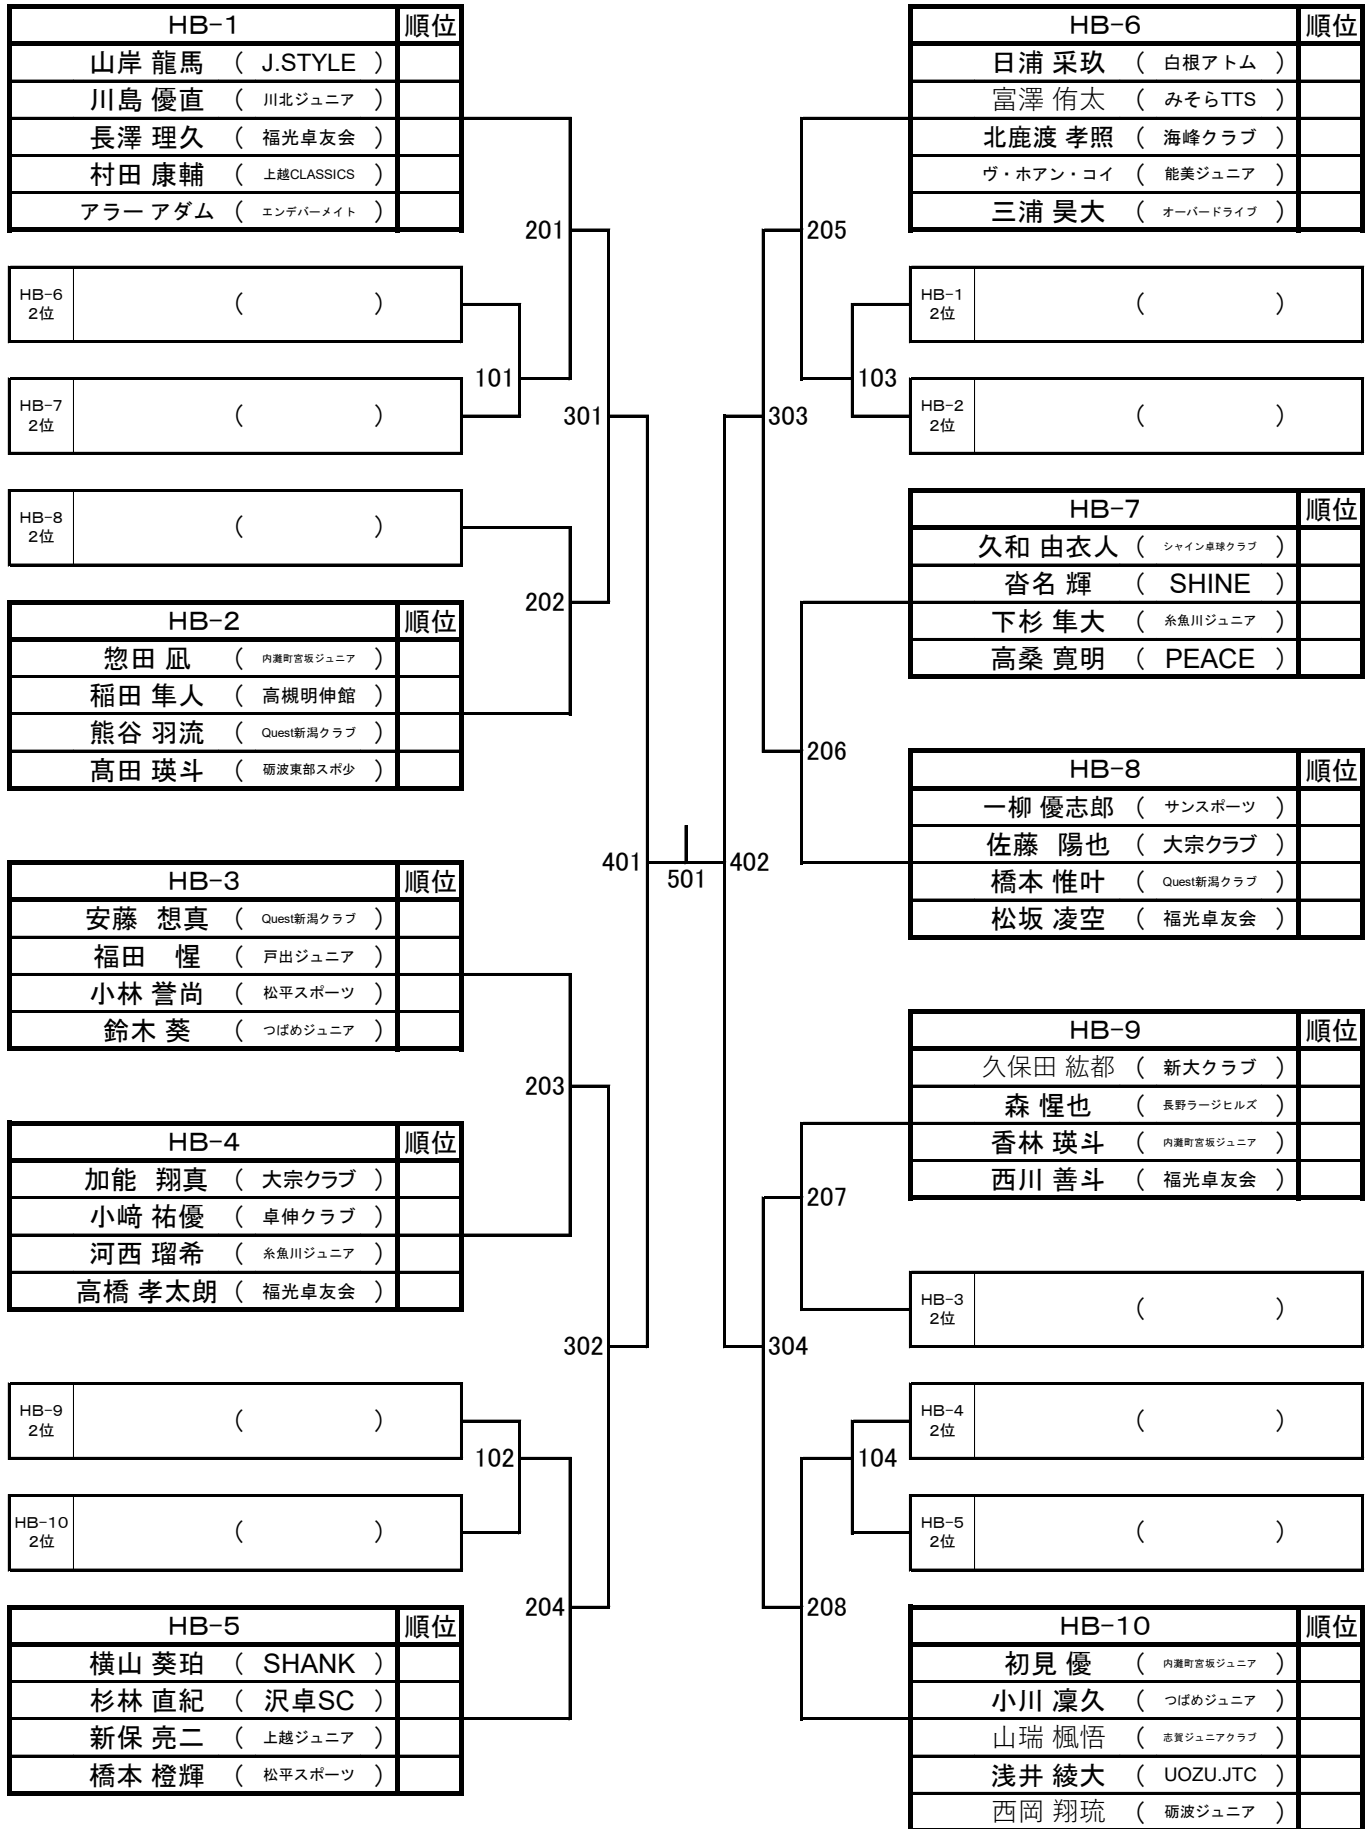 HB-1 順位
山岸 龍馬 ( J.STYLE )
川島 優直 ( 川北ジュニア )
長澤 理久 ( 福光卓友会 )
村田 康輔 ( 上越CLASSICS )
アラー アダム ( エンデバーメイト )
201
HB-6
2位 ( )
101
HB-7
2位 ( )
301
HB-8
2位 ( )
202
HB-2 順位
惣田 凪 ( 内灘町宮坂ジュニア )
稲田 隼人 ( 高槻明伸館 )
熊谷 羽流 ( Quest新潟クラブ )
髙田 瑛斗 ( 砺波東部スポ少 )
401
501
HB-3 順位
安藤 想真 ( Quest新潟クラブ )
福田 惺 ( 戸出ジュニア )
小林 誉尚 ( 松平スポーツ )
鈴木 葵 ( つばめジュニア )
203
HB-4 順位
加能 翔真 ( 大宗クラブ )
小﨑 祐優 ( 卓伸クラブ )
河西 瑠希 ( 糸魚川ジュニア )
高橋 孝太朗 ( 福光卓友会 )
302
HB-9
2位 ( )
102
HB-10
2位 ( )
204
HB-5 順位
横山 葵珀 ( SHANK )
杉林 直紀 ( 沢卓SC )
新保 亮二 ( 上越ジュニア )
橋本 橙輝 ( 松平スポーツ )
HB-6 順位
日浦 采玖 ( 白根アトム )
富澤 侑太 ( みそらTTS )
北鹿渡 孝照 ( 海峰クラブ )
ヴ・ホアン・コイ ( 能美ジュニア )
三浦 昊大 ( オーバードライブ )
205
HB-1
2位 ( )
103
HB-2
2位 ( )
303
HB-7 順位
久和 由衣人 ( シャイン卓球クラブ )
沓名 輝 ( SHINE )
下杉 隼大 ( 糸魚川ジュニア )
高桑 寛明 ( PEACE )
206
HB-8 順位
一柳 優志郎 ( サンスポーツ )
佐藤 陽也 ( 大宗クラブ )
橋本 惟叶 ( Quest新潟クラブ )
松坂 凌空 ( 福光卓友会 )
402
HB-9 順位
久保田 紘都 ( 新大クラブ )
森 惺也 ( 長野ラージヒルズ )
香林 瑛斗 ( 内灘町宮坂ジュニア )
西川 善斗 ( 福光卓友会 )
207
HB-3
2位 ( )
304
HB-4
2位 ( )
104
HB-5
2位 ( )
208
HB-10 順位
初見 優 ( 内灘町宮坂ジュニア )
小川 凜久 ( つばめジュニア )
山瑞 楓悟 ( 志賀ジュニアクラブ )
浅井 綾大 ( UOZU.JTC )
西岡 翔琉 ( 砺波ジュニア )